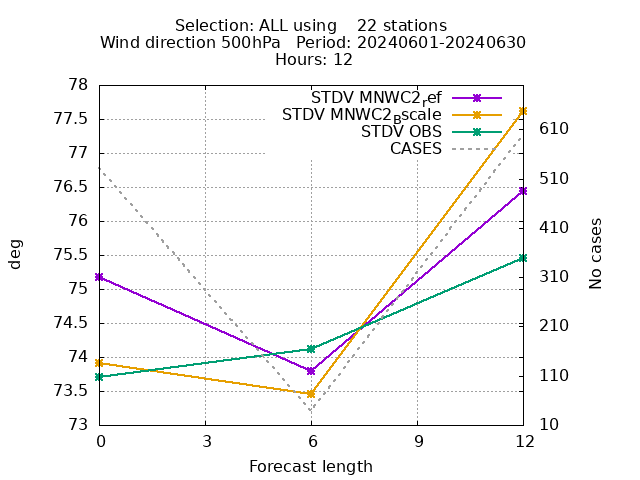 Selection: ALL using    22 stations
Wind direction 500hPa   Period: 20240601-20240630
Hours: 12
STDV MNWC2_ref
STDV MNWC2_Bscale
STDV OBS
CASES
78
77.5
77
76.5
76
75.5
75
74.5
74
73.5
73
610
510
410
310
210
110
10
deg
No cases
0 3 6 9 12
Forecast length